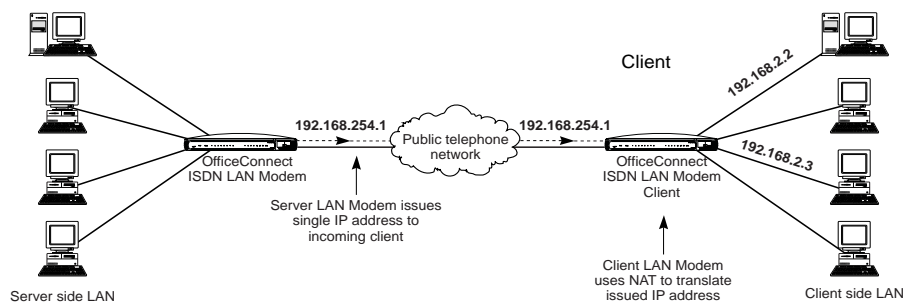 Client
192.168.2.2
192.168.254.1
Public telephone
network
192.168.254.1
192.168.2.3
OfficeConnect
ISDN LAN Modem
OfficeConnect
ISDN LAN Modem
Client
Server LAN Modem issues
single IP address to
incoming client
Client LAN Modem
uses NAT to translate
issued IP address
Server side LAN
Client side LAN